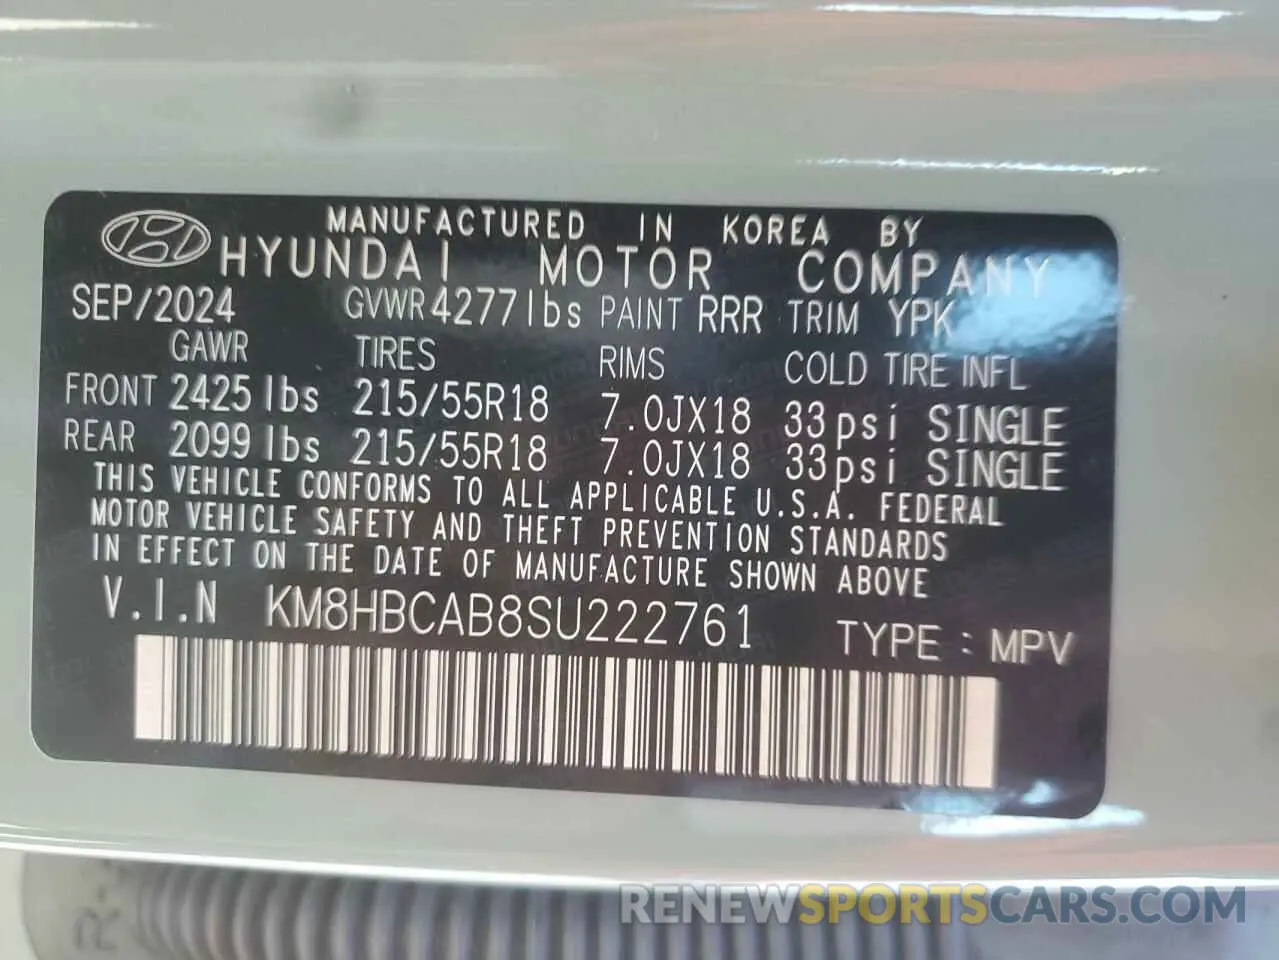 MANUFACTURED IN KOREA BY
HYUNDAI MOTOR COMPANY
SEP/2024 GVWR 4277 lbs PAINT RRR TRIM YPK
GAWR TIRES RIMS COLD TIRE INFL
FRONT 2425 lbs 215/55R18 7.0JX18 33psi SINGLE
REAR 2099 lbs 215/55R18 7.0JX18 33psi SINGLE
THIS VEHICLE CONFORMS TO ALL APPLICABLE U.S.A. FEDERAL
MOTOR VEHICLE SAFETY AND THEFT PREVENTION STANDARDS
IN EFFECT ON THE DATE OF MANUFACTURE SHOWN ABOVE
V.I.N KM8HBCAB8SU222761 TYPE : MPV
RENEWSPORTSCARS.COM